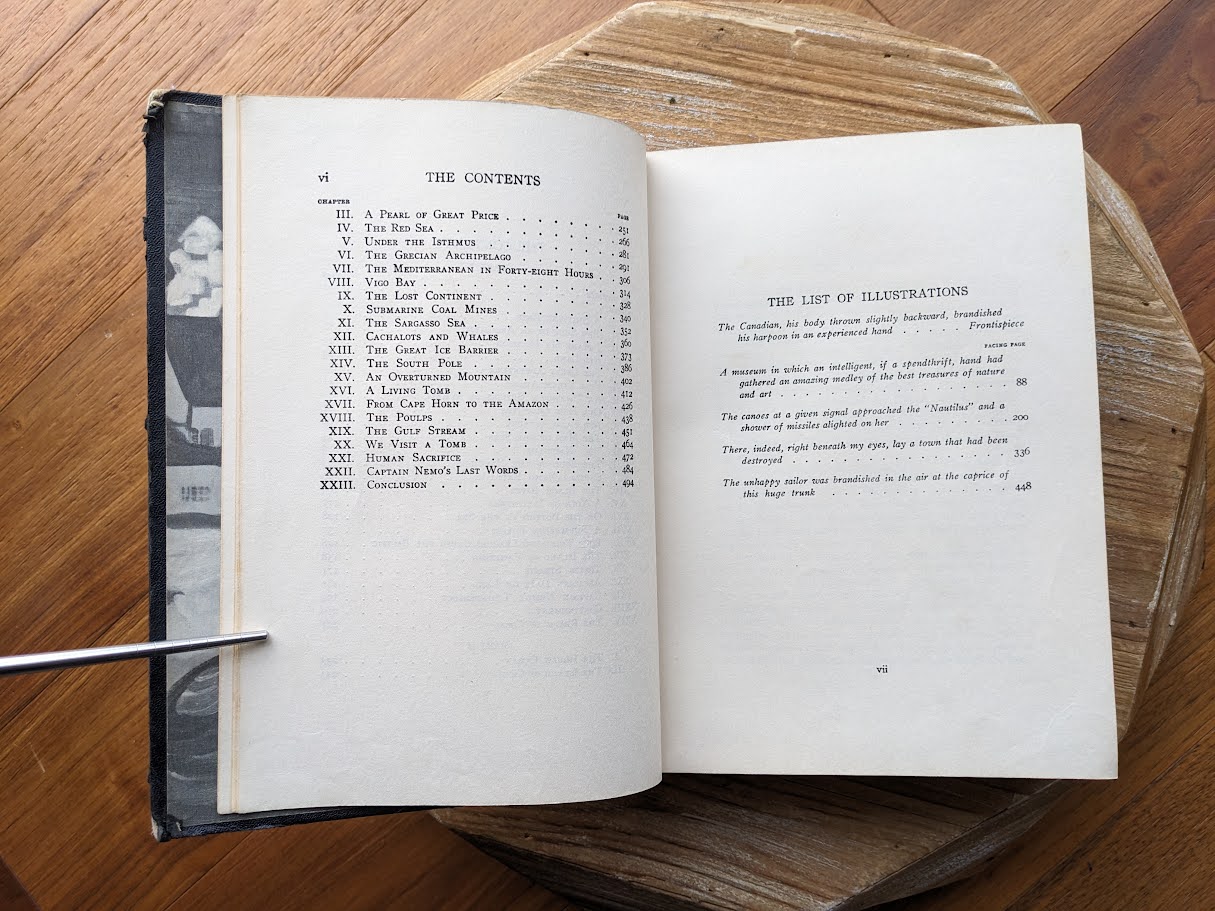 vi THE CONTENTS
CHAPTER PAGE
III. A Pearl of Great Price . . . . . . . 251
IV. The Red Sea . . . . . . . . . . 266
V. Under the Isthmus . . . . . . . . 281
VI. The Grecian Archipelago . . . . . . . 291
VII. The Mediterranean in Forty-eight Hours . . 306
VIII. Vigo Bay . . . . . . . . . . 314
IX. The Lost Continent . . . . . . . . 328
X. Submarine Coal Mines . . . . . . . 340
XI. The Sargasso Sea . . . . . . . . 352
XII. Cachalots and Whales . . . . . . . 360
XIII. The Great Ice Barrier . . . . . . . 373
XIV. The South Pole . . . . . . . . . 386
XV. An Overturned Mountain . . . . . . . 402
XVI. A Living Tomb . . . . . . . . . 412
XVII. From Cape Horn to the Amazon . . . . . 426
XVIII. The Poulps . . . . . . . . . . 438
XIX. The Gulf Stream . . . . . . . . 451
XX. We Visit a Tomb . . . . . . . . 464
XXI. Human Sacrifice . . . . . . . . 472
XXII. Captain Nemo's Last Words . . . . . . 484
XXIII. Conclusion . . . . . . . . . . 494
THE LIST OF ILLUSTRATIONS
The Canadian, his body thrown slightly backward, brandished
his harpoon in an experienced hand . . . . . Frontispiece
FACING PAGE
A museum in which an intelligent, if a spendthrift, hand had
gathered an amazing medley of the best treasures of nature
and art . . . . . . . . . . . . . 88
The canoes at a given signal approached the "Nautilus" and a
shower of missiles alighted on her . . . . . . . . 200
There, indeed, right beneath my eyes, lay a town that had been
destroyed . . . . . . . . . . . . . 336
The unhappy sailor was brandished in the air at the caprice of
this huge trunk . . . . . . . . . . . 448
vii